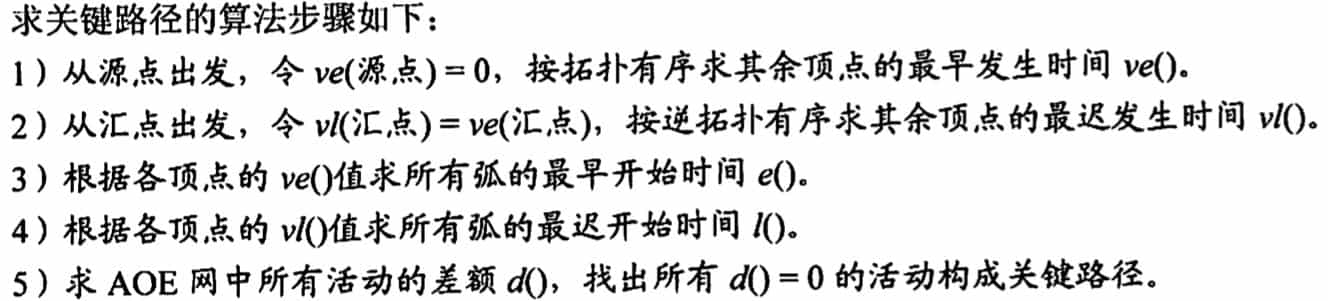 求关键路径的算法步骤如下：
1）从源点出发，令 ve(源点) = 0，按拓扑有序求其余顶点的最早发生时间 ve()。
2）从汇点出发，令 vl(汇点) = ve(汇点)，按逆拓扑有序求其余顶点的最迟发生时间 vl()。
3）根据各顶点的 ve()值求所有弧的最早开始时间 e()。
4）根据各顶点的 vl()值求所有弧的最迟开始时间 l()。
5）求 AOE 网中所有活动的差额 d()，找出所有 d() = 0 的活动构成关键路径。